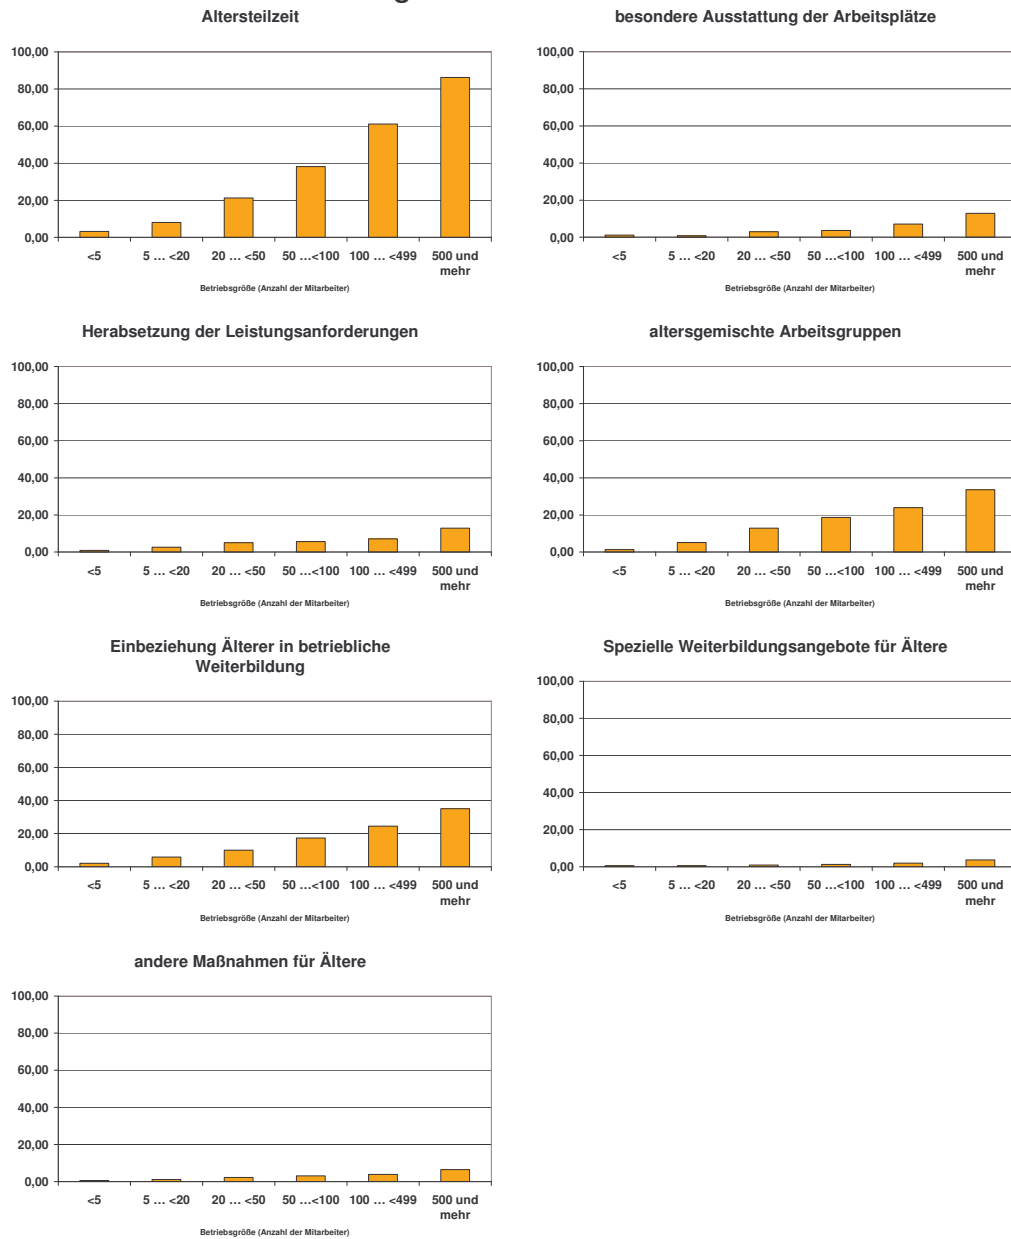 Altersteilzeit
100,00
80,00
60,00
40,00
20,00
0,00
<5 5 ... <20 20 ... <50 50 ...<100 100 ... <499 500 und
mehr
Betriebsgröße (Anzahl der Mitarbeiter)
besondere Ausstattung der Arbeitsplätze
100,00
80,00
60,00
40,00
20,00
0,00
<5 5 ... <20 20 ... <50 50 ...<100 100 ... <499 500 und
mehr
Betriebsgröße (Anzahl der Mitarbeiter)
Herabsetzung der Leistungsanforderungen
100,00
80,00
60,00
40,00
20,00
0,00
<5 5 ... <20 20 ... <50 50 ...<100 100 ... <499 500 und
mehr
Betriebsgröße (Anzahl der Mitarbeiter)
altersgemischte Arbeitsgruppen
100,00
80,00
60,00
40,00
20,00
0,00
<5 5 ... <20 20 ... <50 50 ...<100 100 ... <499 500 und
mehr
Betriebsgröße (Anzahl der Mitarbeiter)
Einbeziehung Älterer in betriebliche
Weiterbildung
100,00
80,00
60,00
40,00
20,00
0,00
<5 5 ... <20 20 ... <50 50 ...<100 100 ... <499 500 und
mehr
Betriebsgröße (Anzahl der Mitarbeiter)
Spezielle Weiterbildungsangebote für Ältere
100,00
80,00
60,00
40,00
20,00
0,00
<5 5 ... <20 20 ... <50 50 ...<100 100 ... <499 500 und
mehr
Betriebsgröße (Anzahl der Mitarbeiter)
andere Maßnahmen für Ältere
100,00
80,00
60,00
40,00
20,00
0,00
<5 5 ... <20 20 ... <50 50 ...<100 100 ... <499 500 und
mehr
Betriebsgröße (Anzahl der Mitarbeiter)